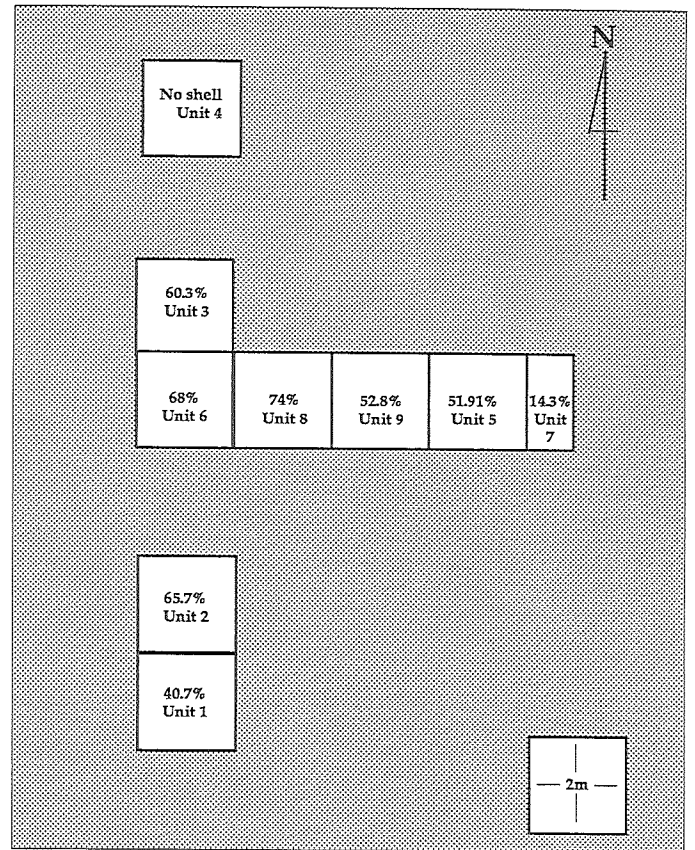 N
No shell
Unit 4
60.3%
Unit 3
68%
Unit 6
74%
Unit 8
52.8%
Unit 9
51.91%
Unit 5
14.3%
Unit
7
65.7%
Unit 2
40.7%
Unit 1
2m